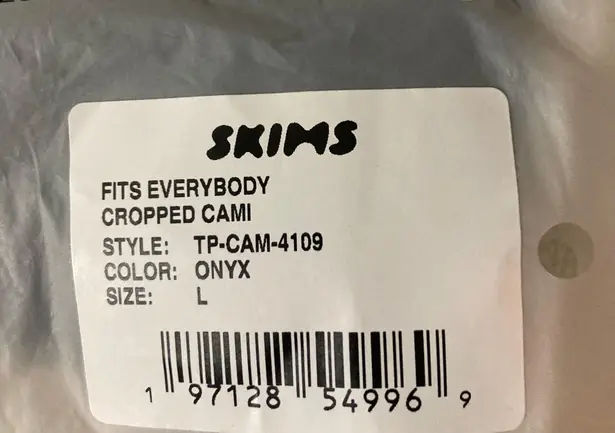 SKIMS
FITS EVERYBODY
CROPPED CAMI
STYLE: TP-CAM-4109
COLOR: ONYX
SIZE: L
1 97128 54996 9